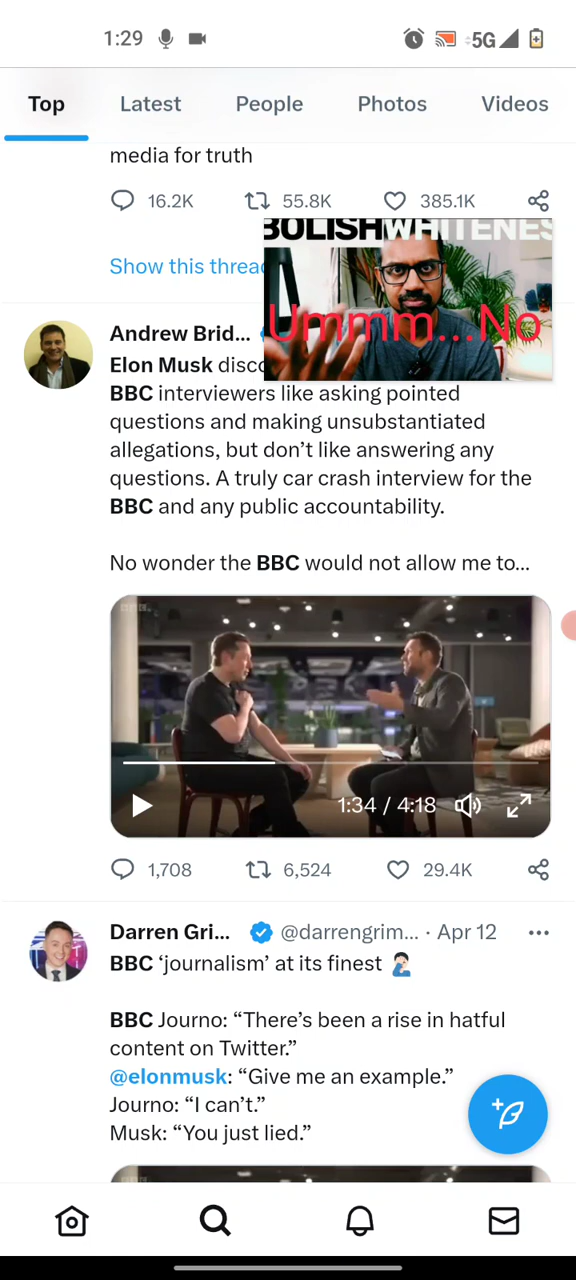 1:29
5G
Top Latest People Photos Videos
media for truth
16.2K 55.8K 385.1K
Show this threa
BOLISHWHITENES
Ummm...No
Andrew Brid...
Elon Musk disc
BBC interviewers like asking pointed
questions and making unsubstantiated
allegations, but don’t like answering any
questions. A truly car crash interview for the
BBC and any public accountability.
No wonder the BBC would not allow me to...
1:34 / 4:18
1,708 6,524 29.4K
Darren Gri... @darrengrim... · Apr 12
BBC ‘journalism’ at its finest
BBC Journo: “There’s been a rise in hatful
content on Twitter.”
@elonmusk: “Give me an example.”
Journo: “I can’t.”
Musk: “You just lied.”